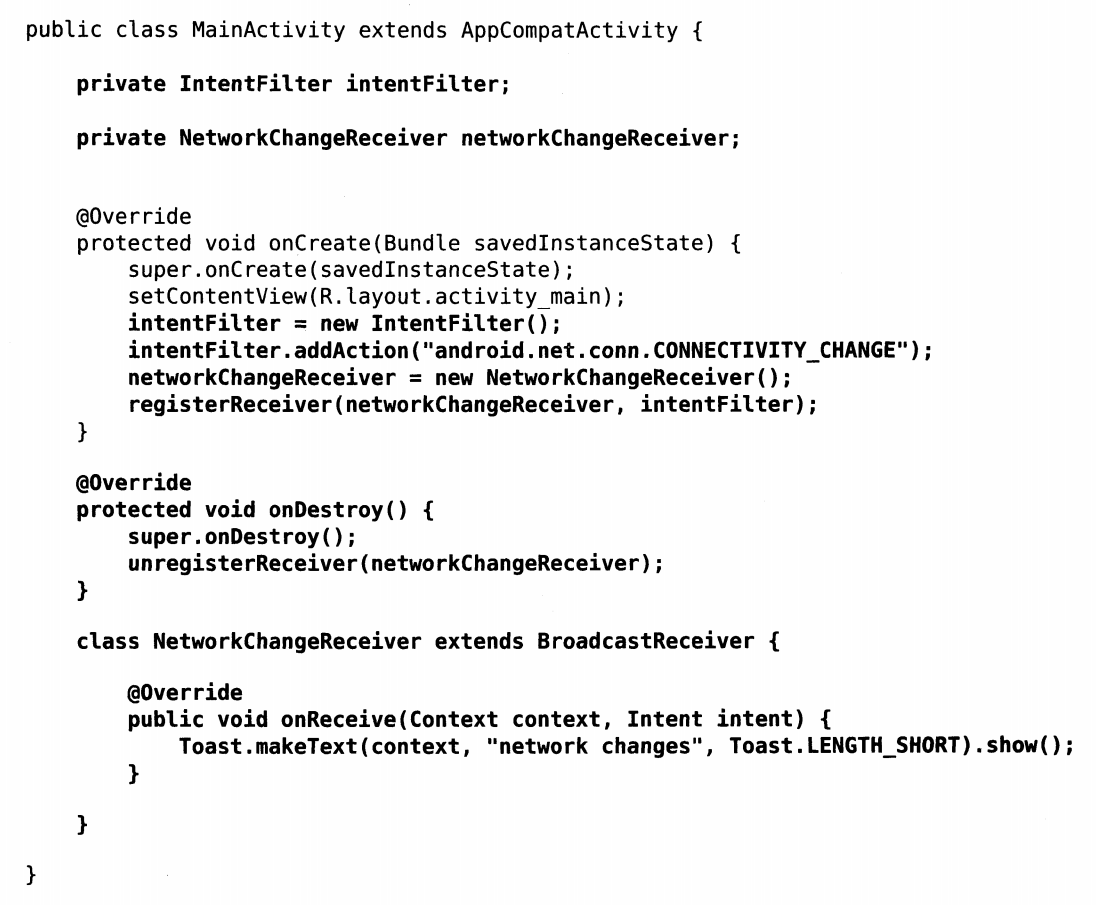 public class MainActivity extends AppCompatActivity {
private IntentFilter intentFilter;
private NetworkChangeReceiver networkChangeReceiver;
@Override
protected void onCreate(Bundle savedInstanceState) {
super.onCreate(savedInstanceState);
setContentView(R.layout.activity_main);
intentFilter = new IntentFilter();
intentFilter.addAction("android.net.conn.CONNECTIVITY_CHANGE");
networkChangeReceiver = new NetworkChangeReceiver();
registerReceiver(networkChangeReceiver, intentFilter);
}
@Override
protected void onDestroy() {
super.onDestroy();
unregisterReceiver(networkChangeReceiver);
}
class NetworkChangeReceiver extends BroadcastReceiver {
@Override
public void onReceive(Context context, Intent intent) {
Toast.makeText(context, "network changes", Toast.LENGTH_SHORT).show();
}
}
}